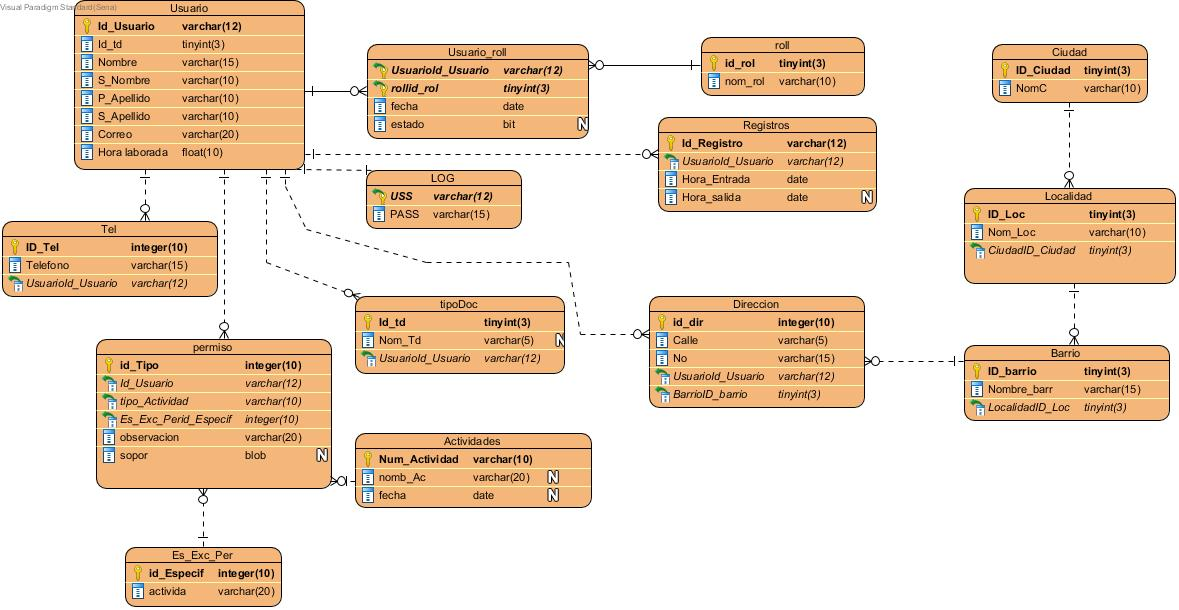 Visual Paradigm Standard(Sena)
Usuario
Id_Usuario varchar(12)
Id_td tinyint(3)
Nombre varchar(15)
S_Nombre varchar(10)
P_Apellido varchar(10)
S_Apellido varchar(10)
Correo varchar(20)
Hora laborada float(10)
Usuario_roll
UsuarioId_Usuario varchar(12)
rollid_rol tinyint(3)
fecha date
estado bit N
roll
id_rol tinyint(3)
nom_rol varchar(10)
Ciudad
ID_Ciudad tinyint(3)
NomC varchar(10)
Registros
Id_Registro varchar(12)
UsuarioId_Usuario varchar(12)
Hora_Entrada date
Hora_salida date N
LOG
USS varchar(12)
PASS varchar(15)
Localidad
ID_Loc tinyint(3)
Nom_Loc varchar(10)
CiudadID_Ciudad tinyint(3)
Tel
ID_Tel integer(10)
Telefono varchar(15)
UsuarioId_Usuario varchar(12)
tipoDoc
Id_td tinyint(3)
Nom_Td varchar(5) N
UsuarioId_Usuario varchar(12)
Direccion
id_dir integer(10)
Calle varchar(5)
No varchar(15)
UsuarioId_Usuario varchar(12)
BarrioID_barrio tinyint(3)
Barrio
ID_barrio tinyint(3)
Nombre_barr varchar(15)
LocalidadID_Loc tinyint(3)
permiso
id_Tipo integer(10)
Id_Usuario varchar(12)
tipo_Actividad varchar(10)
Es_Exc_Perid_Especif integer(10)
observacion varchar(20)
sopor blob N
Actividades
Num_Actividad varchar(10)
nomb_Ac varchar(20) N
fecha date N
Es_Exc_Per
id_Especif integer(10)
activida varchar(20)